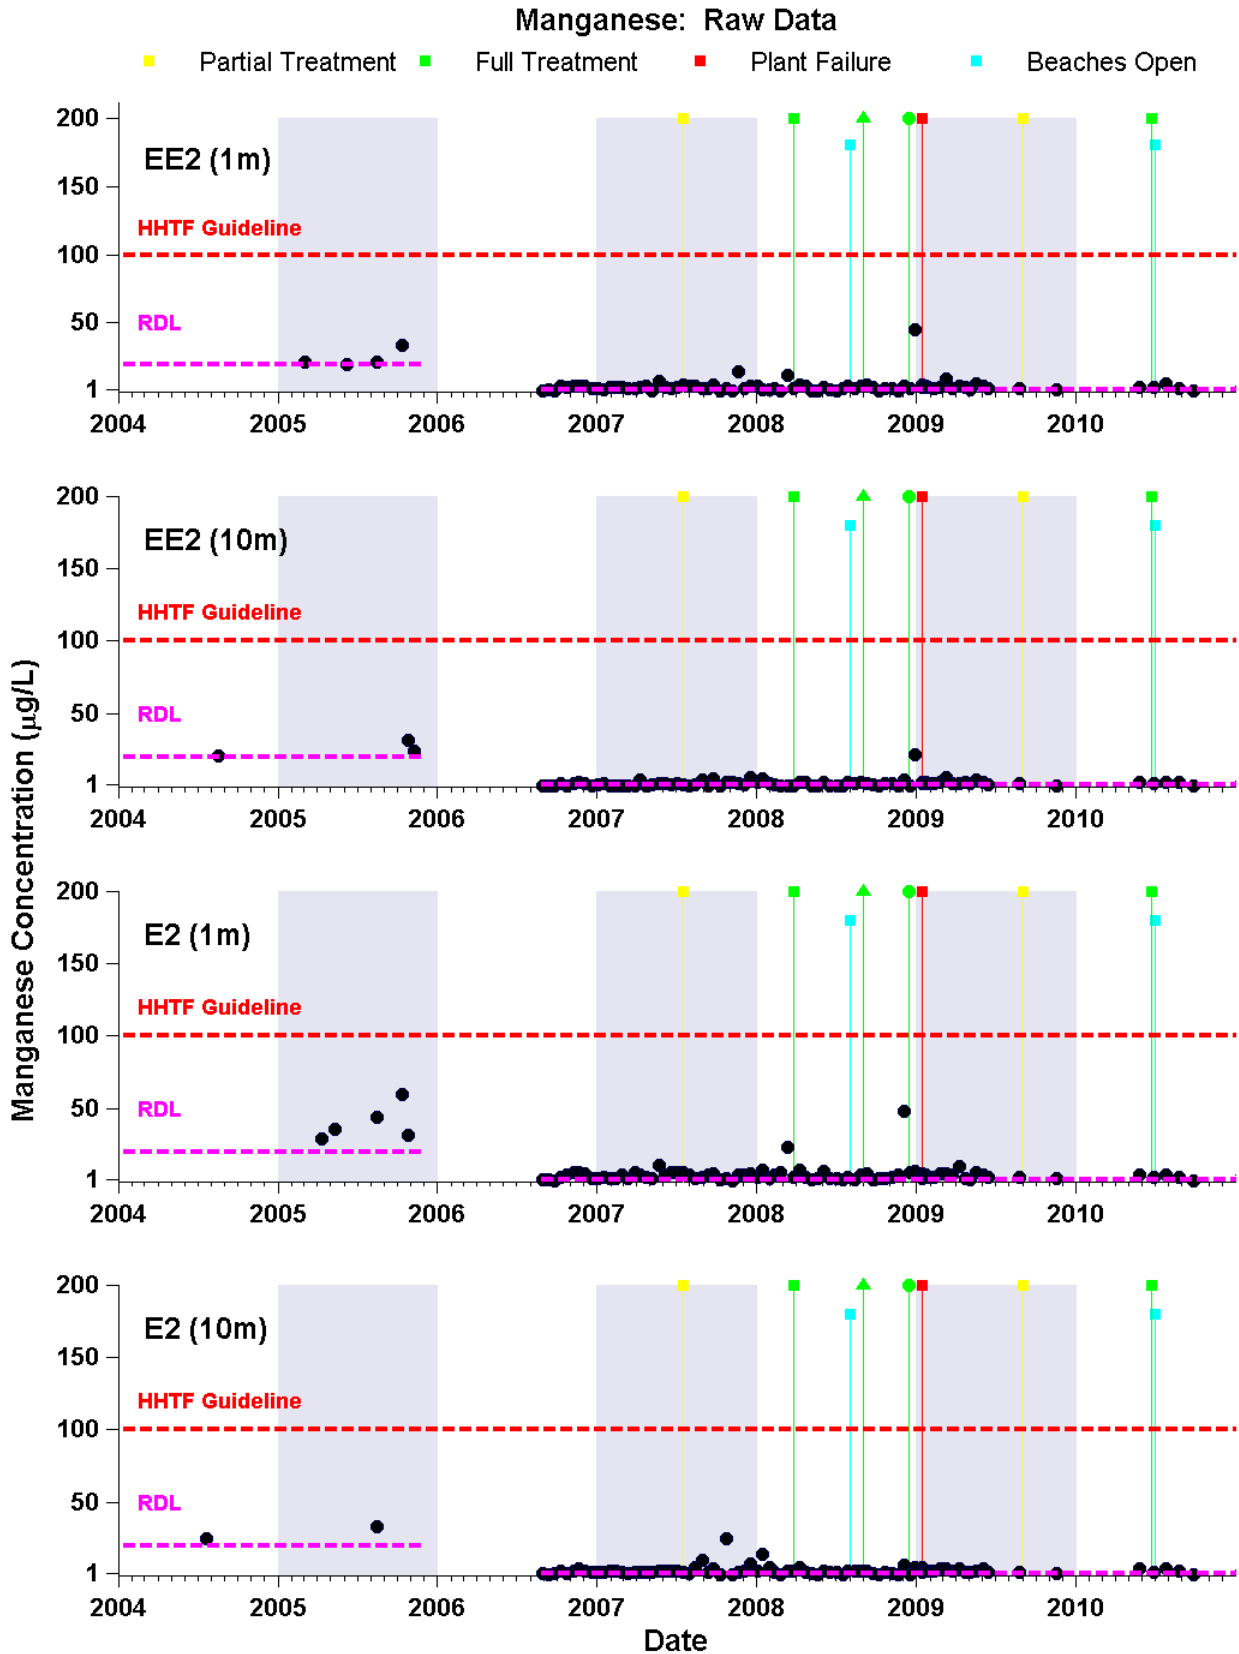 Manganese: Raw Data
Partial Treatment Full Treatment Plant Failure Beaches Open
200
EE2 (1m)
150
HHTF Guideline
100
RDL
50
1
2004 2005 2006 2007 2008 2009 2010
200
EE2 (10m)
150
HHTF Guideline
100
RDL
50
1
2004 2005 2006 2007 2008 2009 2010
Manganese Concentration (µg/L)
200
E2 (1m)
150
HHTF Guideline
100
RDL
50
1
2004 2005 2006 2007 2008 2009 2010
200
E2 (10m)
150
HHTF Guideline
100
RDL
50
1
2004 2005 2006 2007 2008 2009 2010
Date